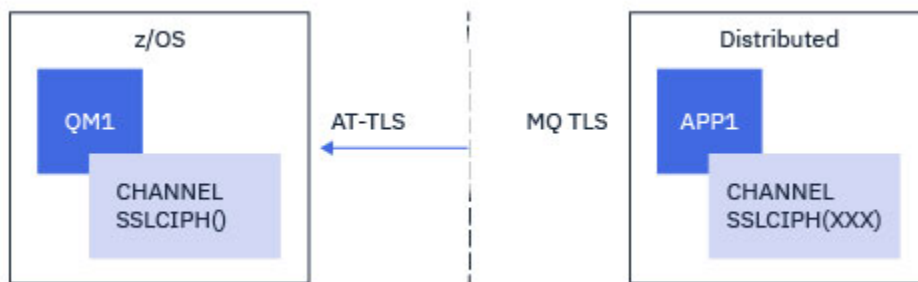 z/OS
QM1
CHANNEL
SSLCIPH()
AT-TLS
MQ TLS
Distributed
APP1
CHANNEL
SSLCIPH(XXX)